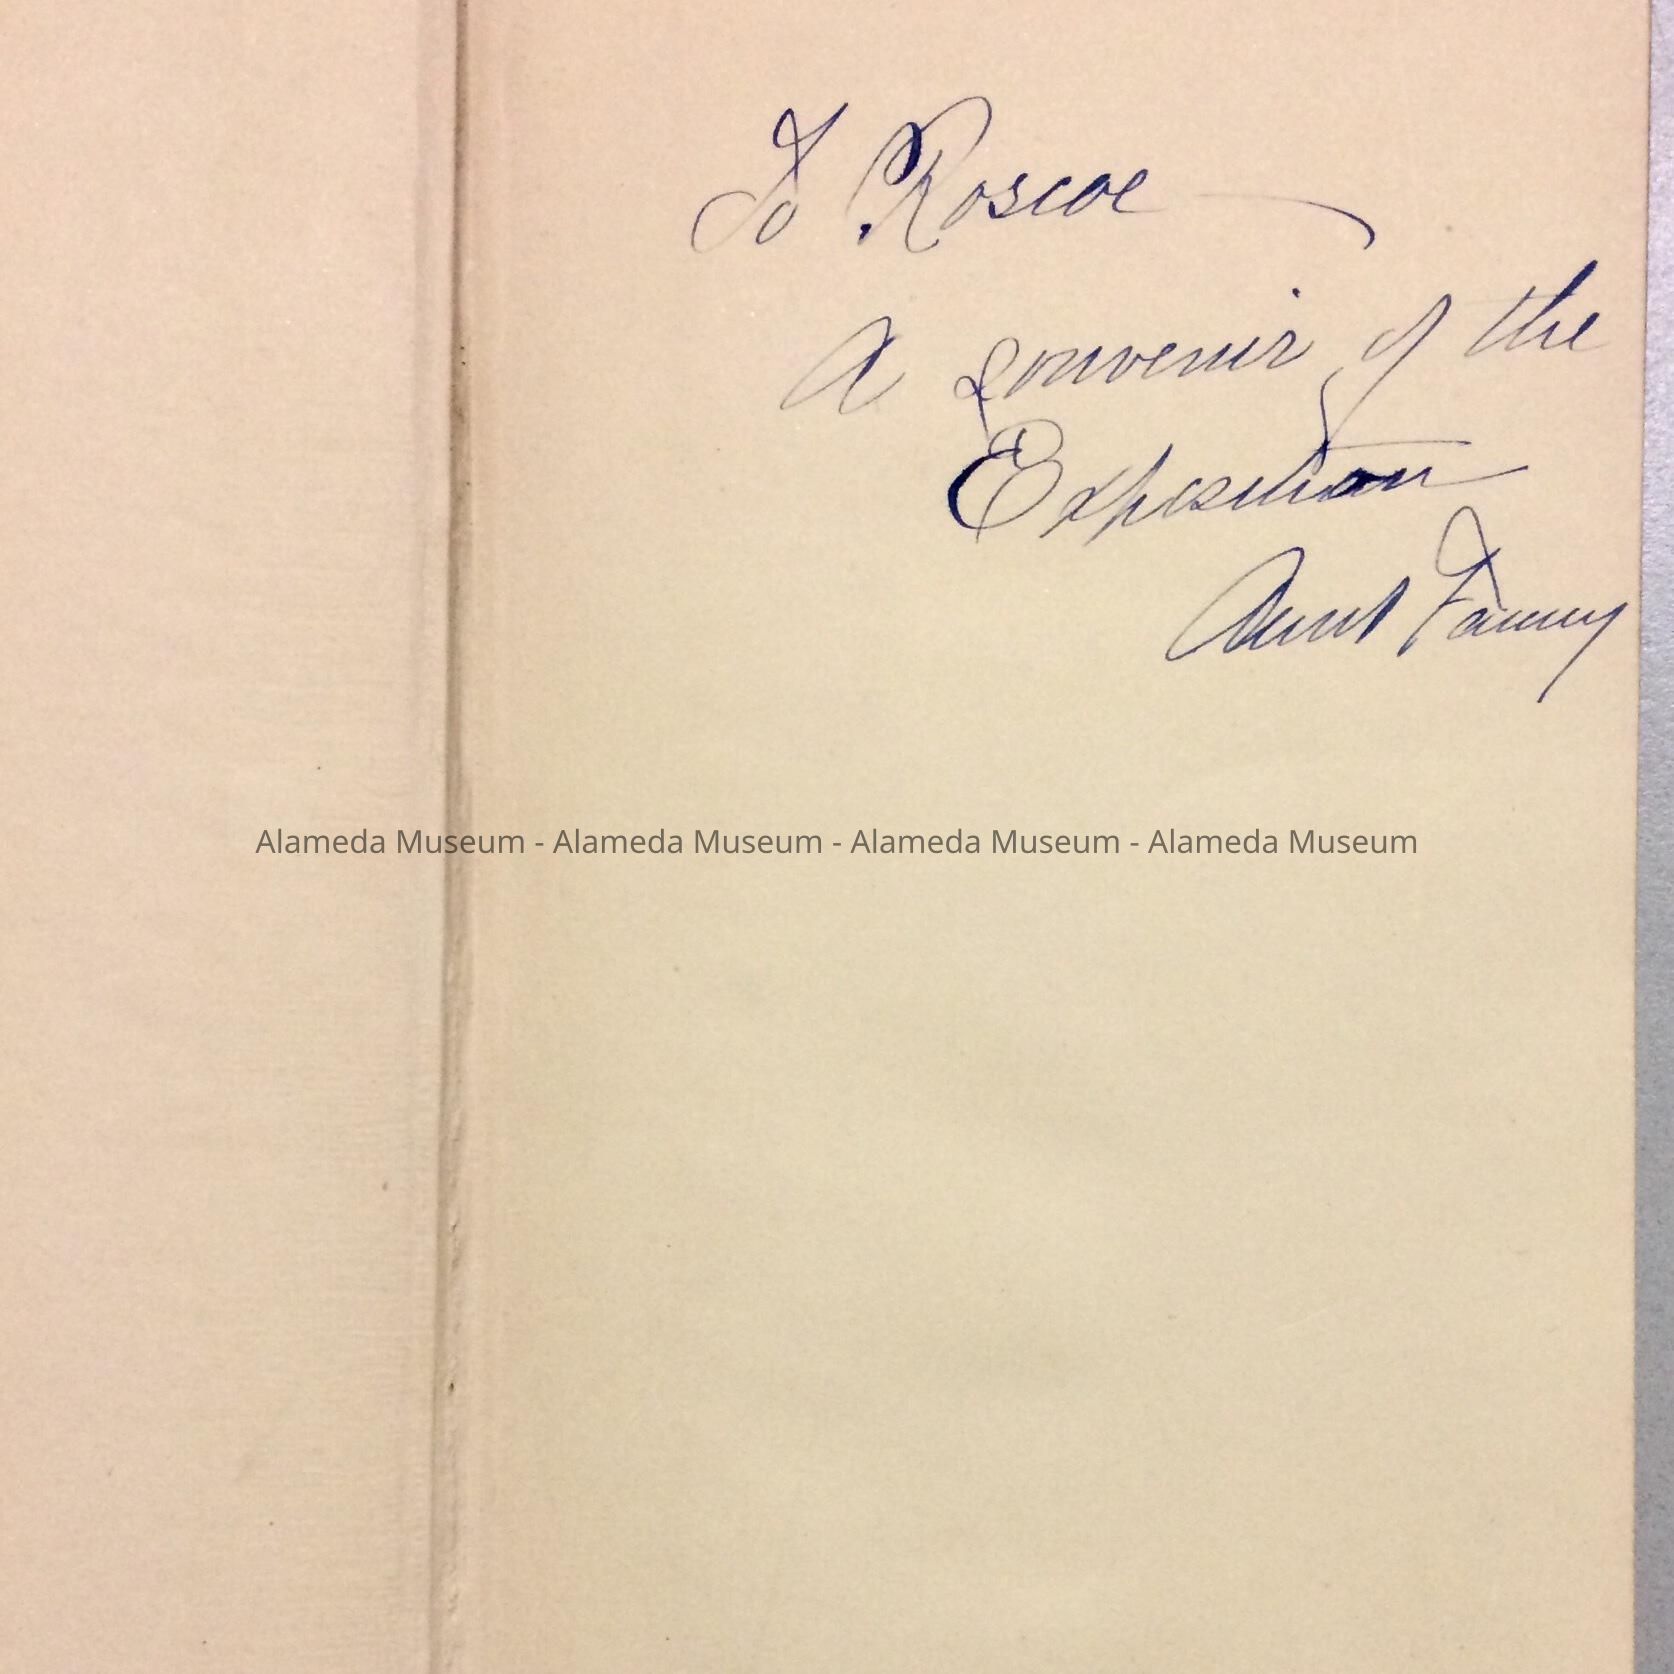 To Roscoe
A souvenir of the
Exposition
Aunt Fanny
Alameda Museum - Alameda Museum - Alameda Museum - Alameda Museum